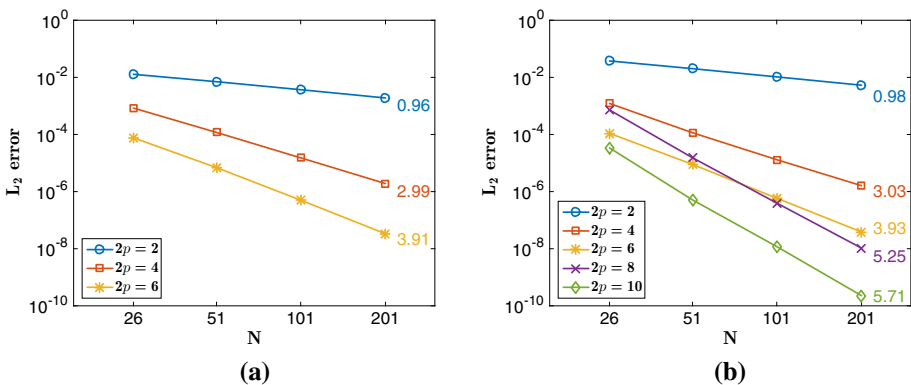 10^0
10^-2
10^-4
10^-6
10^-8
10^-10
L_2 error
0.96
2.99
3.91
2p = 2
2p = 4
2p = 6
26 51 101 201
N
(a)
10^0
10^-2
10^-4
10^-6
10^-8
10^-10
L_2 error
0.98
3.03
3.93
5.25
5.71
2p = 2
2p = 4
2p = 6
2p = 8
2p = 10
26 51 101 201
N
(b)